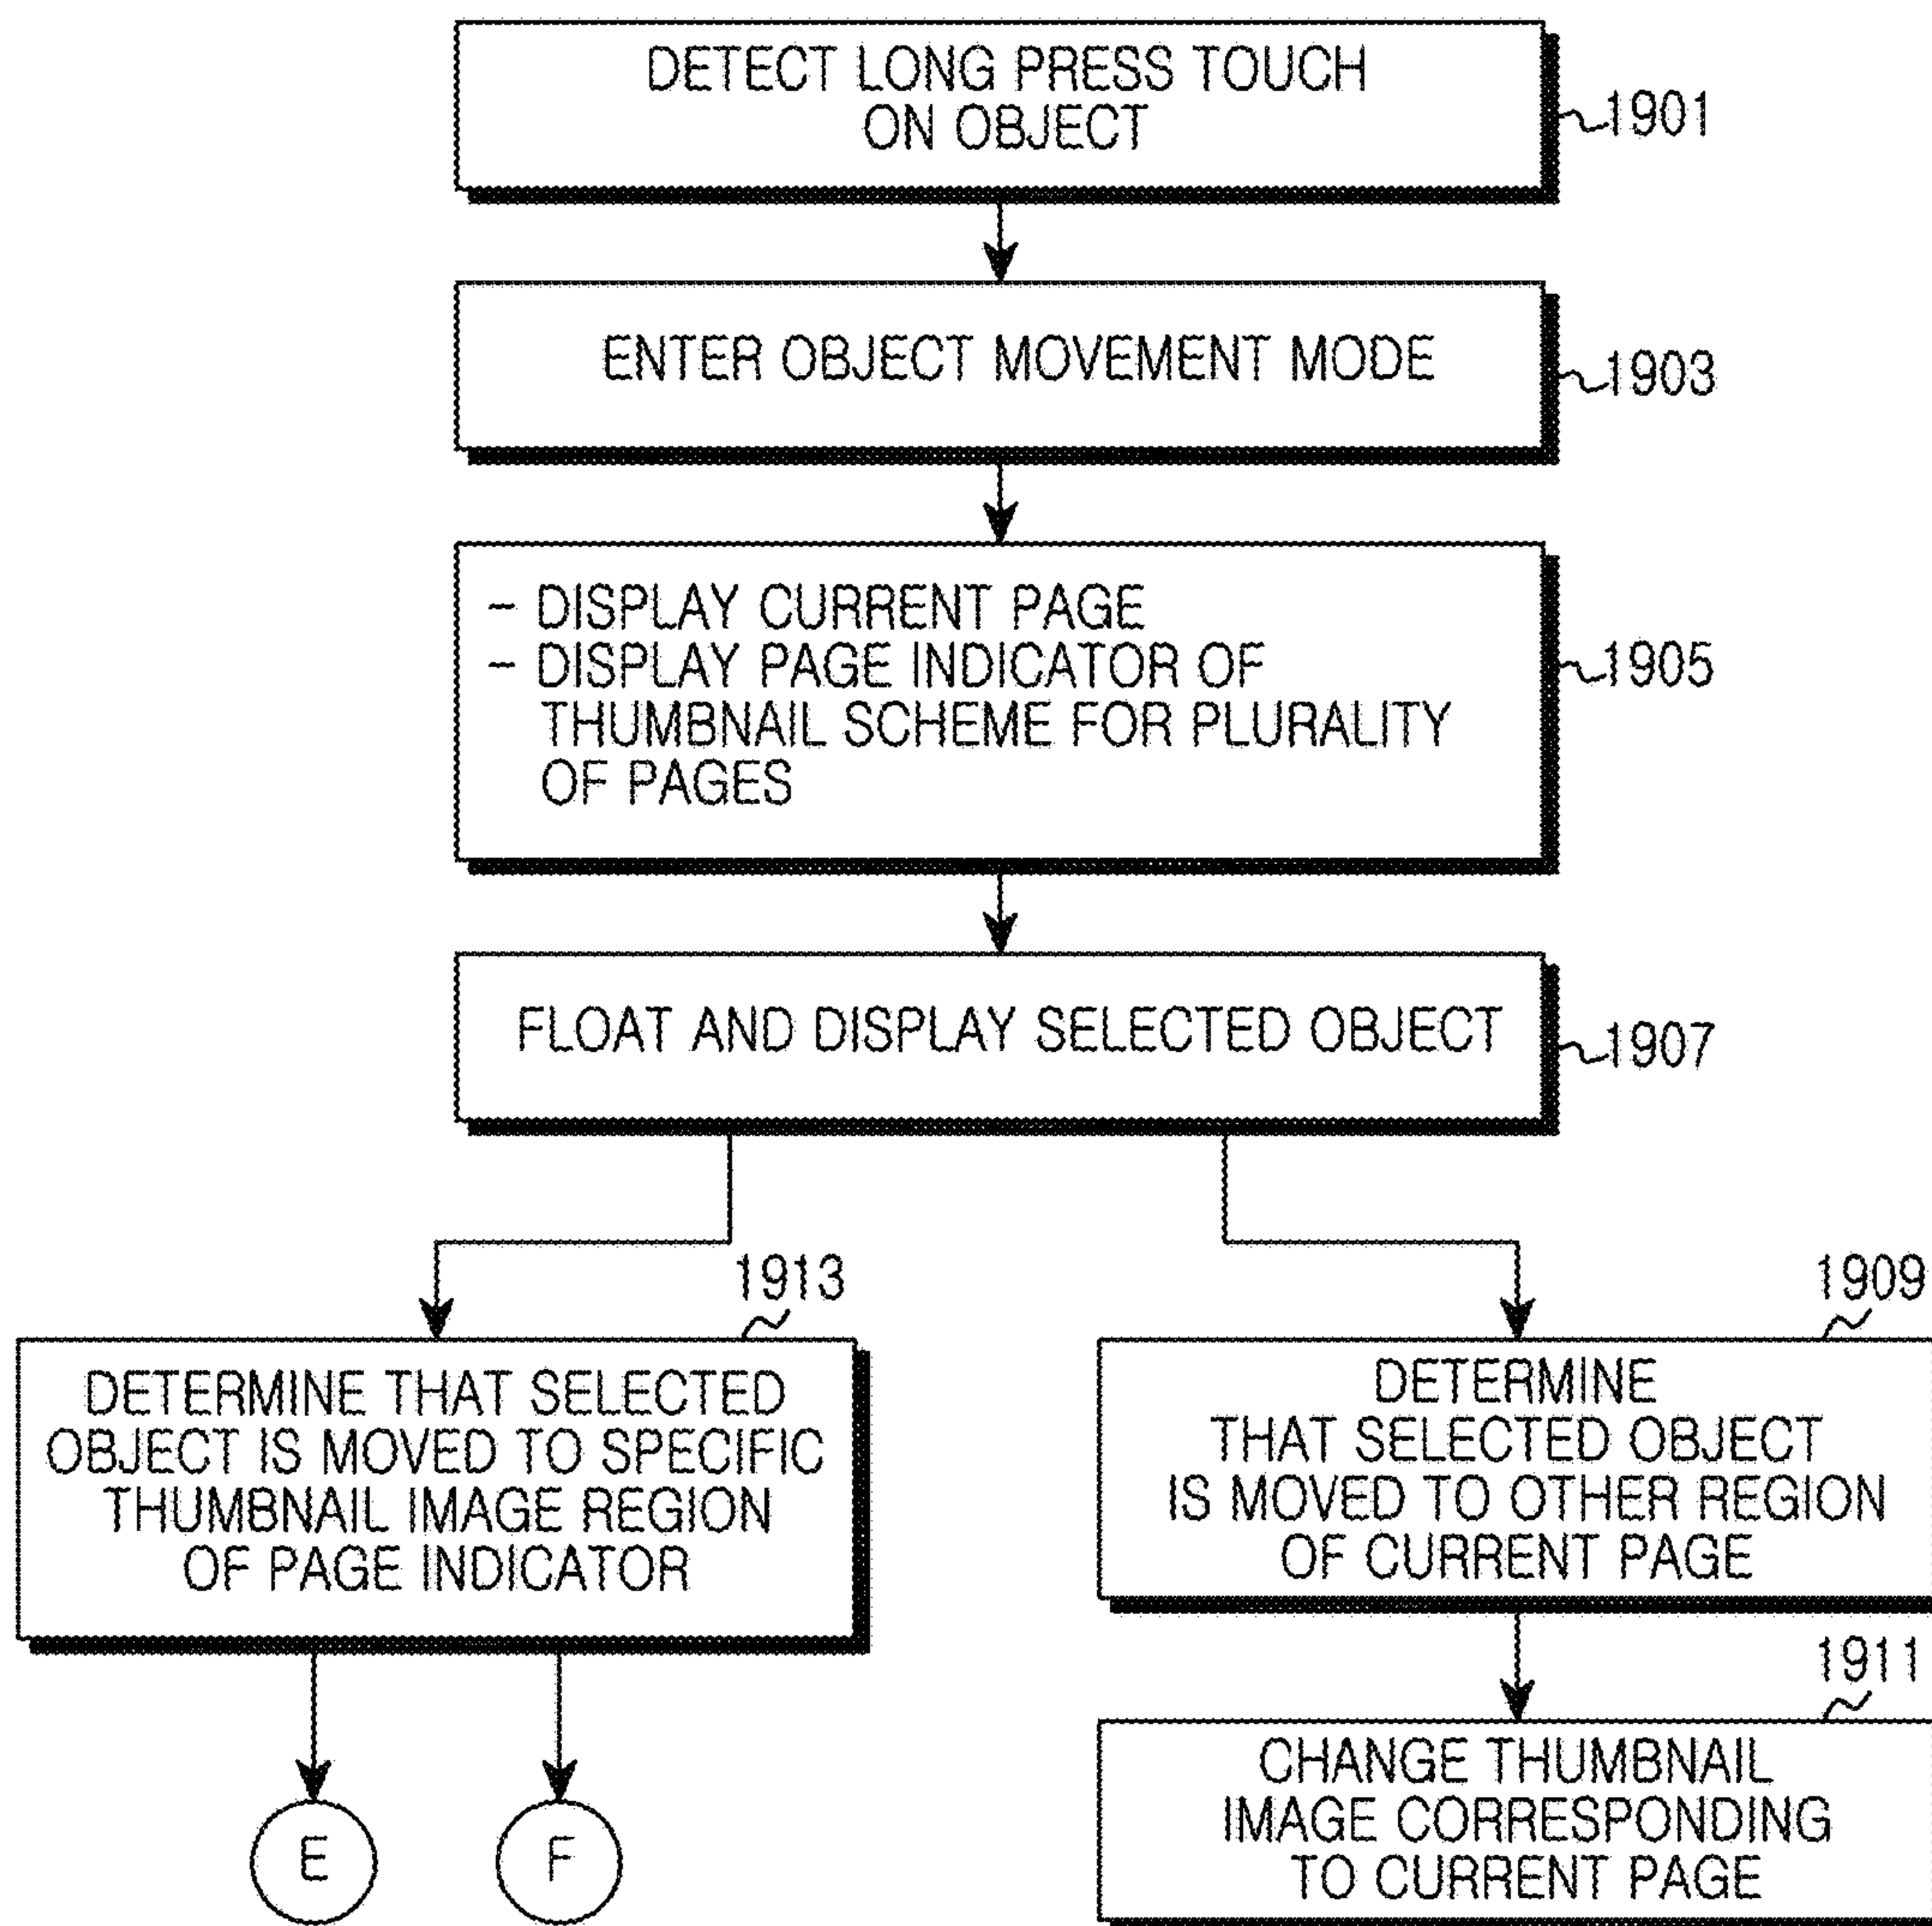 DETECT LONG PRESS TOUCH
ON OBJECT
1901
ENTER OBJECT MOVEMENT MODE
1903
- DISPLAY CURRENT PAGE
- DISPLAY PAGE INDICATOR OF
THUMBNAIL SCHEME FOR PLURALITY
OF PAGES
1905
FLOAT AND DISPLAY SELECTED OBJECT
1907
1913
DETERMINE THAT SELECTED
OBJECT IS MOVED TO SPECIFIC
THUMBNAIL IMAGE REGION
OF PAGE INDICATOR
E
F
1909
DETERMINE
THAT SELECTED OBJECT
IS MOVED TO OTHER REGION
OF CURRENT PAGE
1911
CHANGE THUMBNAIL
IMAGE CORRESPONDING
TO CURRENT PAGE